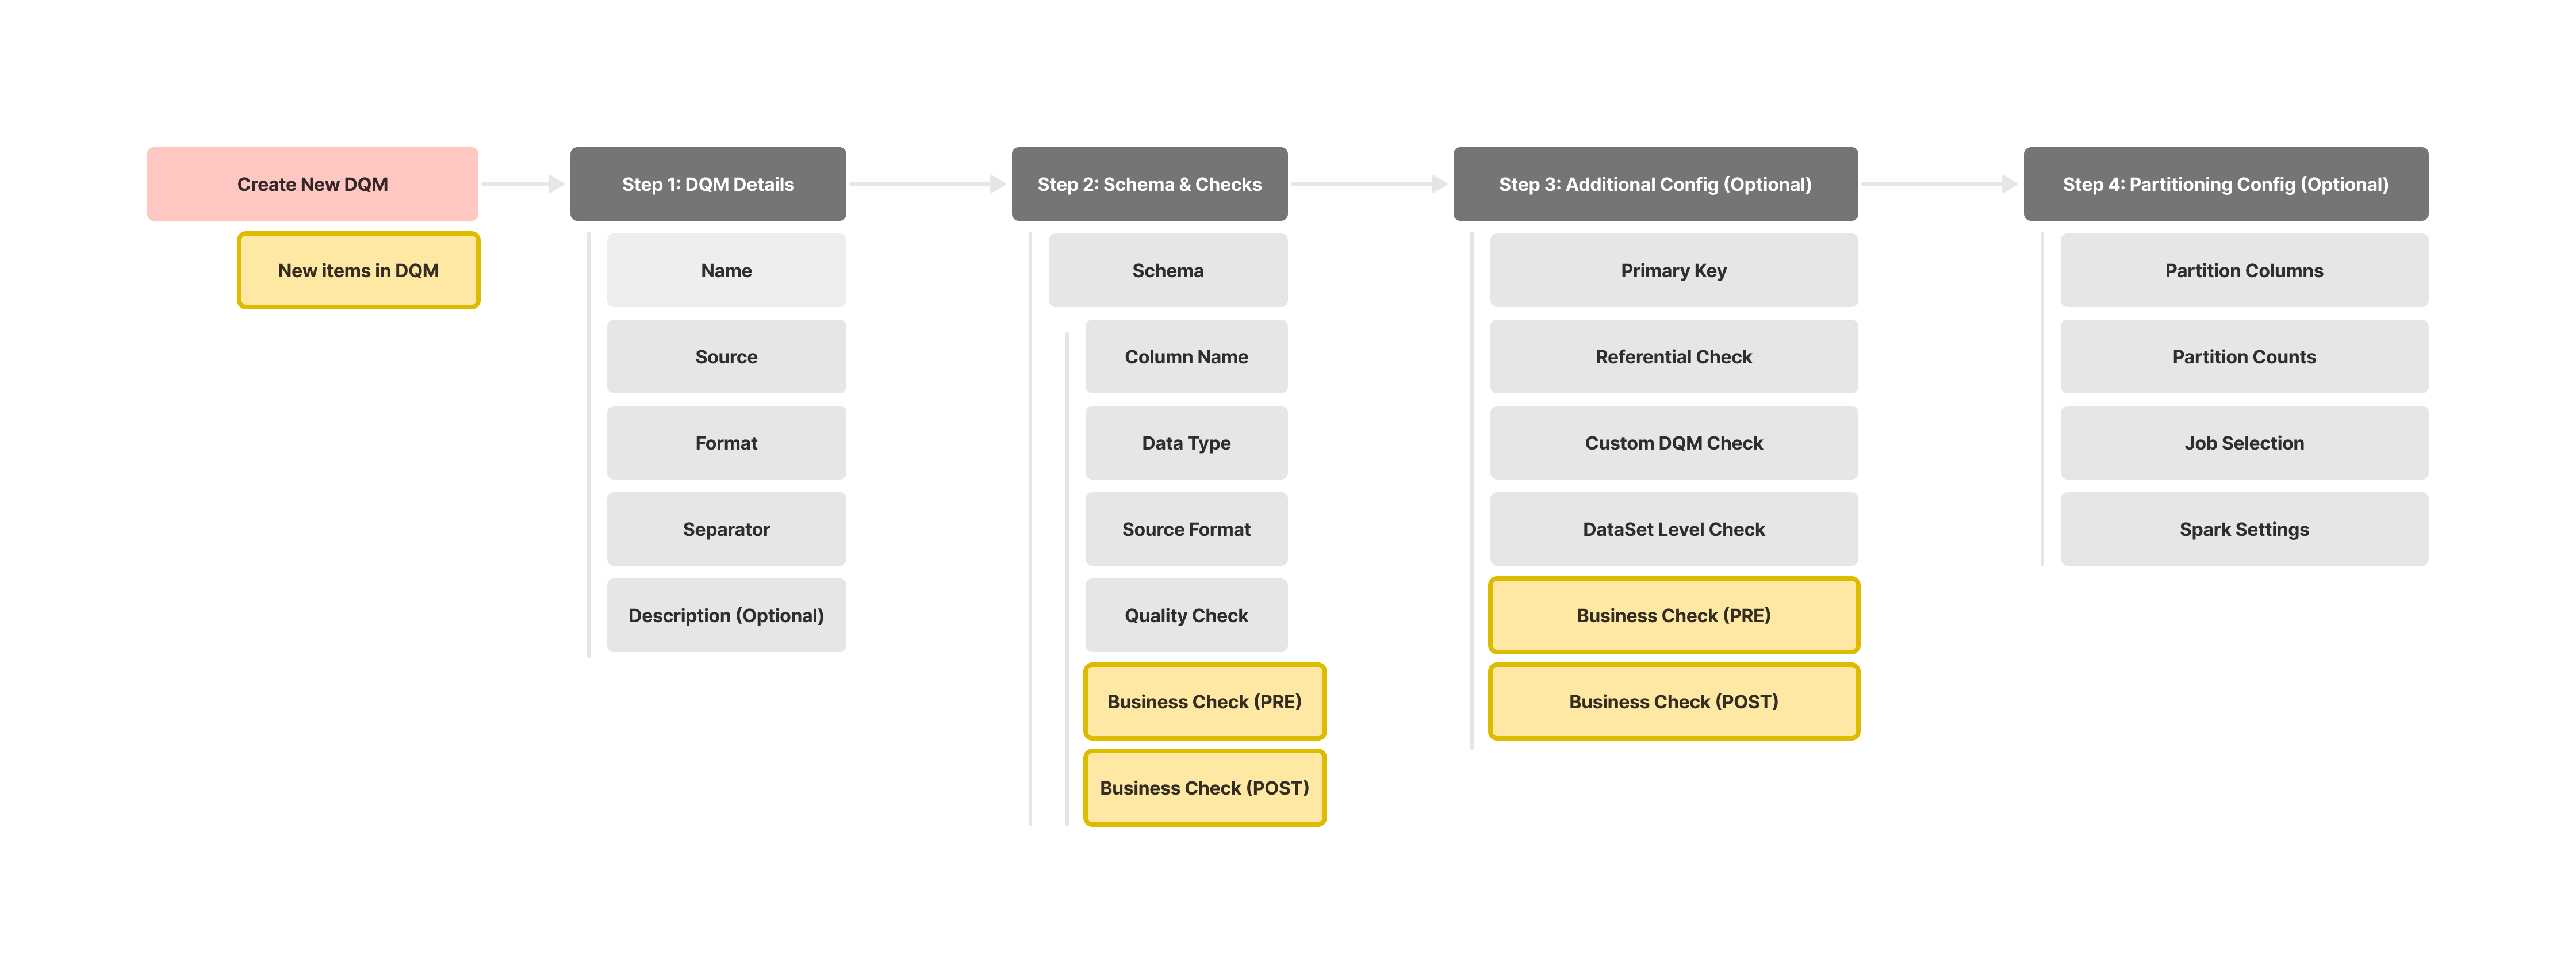 Create New DQM
New items in DQM
Step 1: DQM Details
Name
Source
Format
Separator
Description (Optional)
Step 2: Schema & Checks
Schema
Column Name
Data Type
Source Format
Quality Check
Business Check (PRE)
Business Check (POST)
Step 3: Additional Config (Optional)
Primary Key
Referential Check
Custom DQM Check
DataSet Level Check
Business Check (PRE)
Business Check (POST)
Step 4: Partitioning Config (Optional)
Partition Columns
Partition Counts
Job Selection
Spark Settings